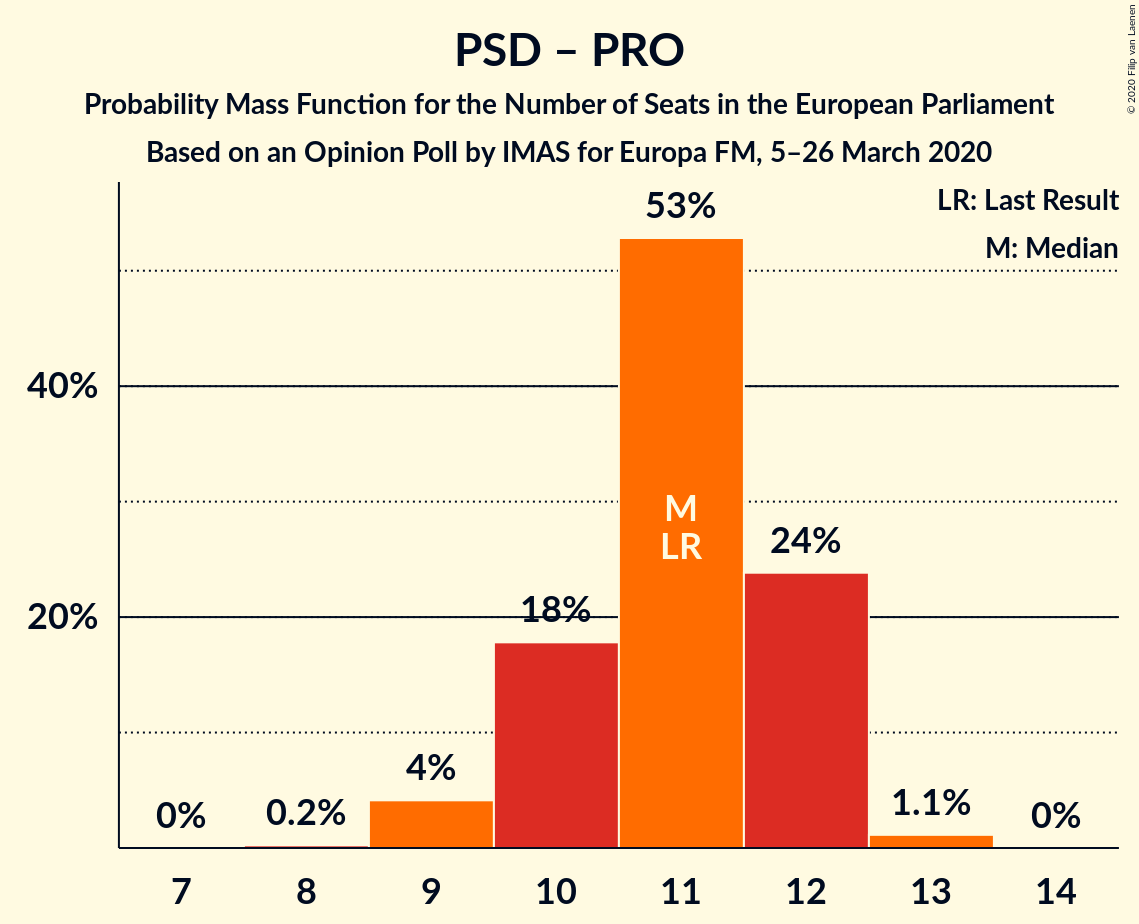 PSD – PRO
Probability Mass Function for the Number of Seats in the European Parliament
Based on an Opinion Poll by IMAS for Europa FM, 5–26 March 2020
© 2020 Filip van Laenen
LR: Last Result
M: Median
53%
40%
M
LR
24%
20%
18%
4%
0%
0.2%
1.1%
0%
7 8 9 10 11 12 13 14